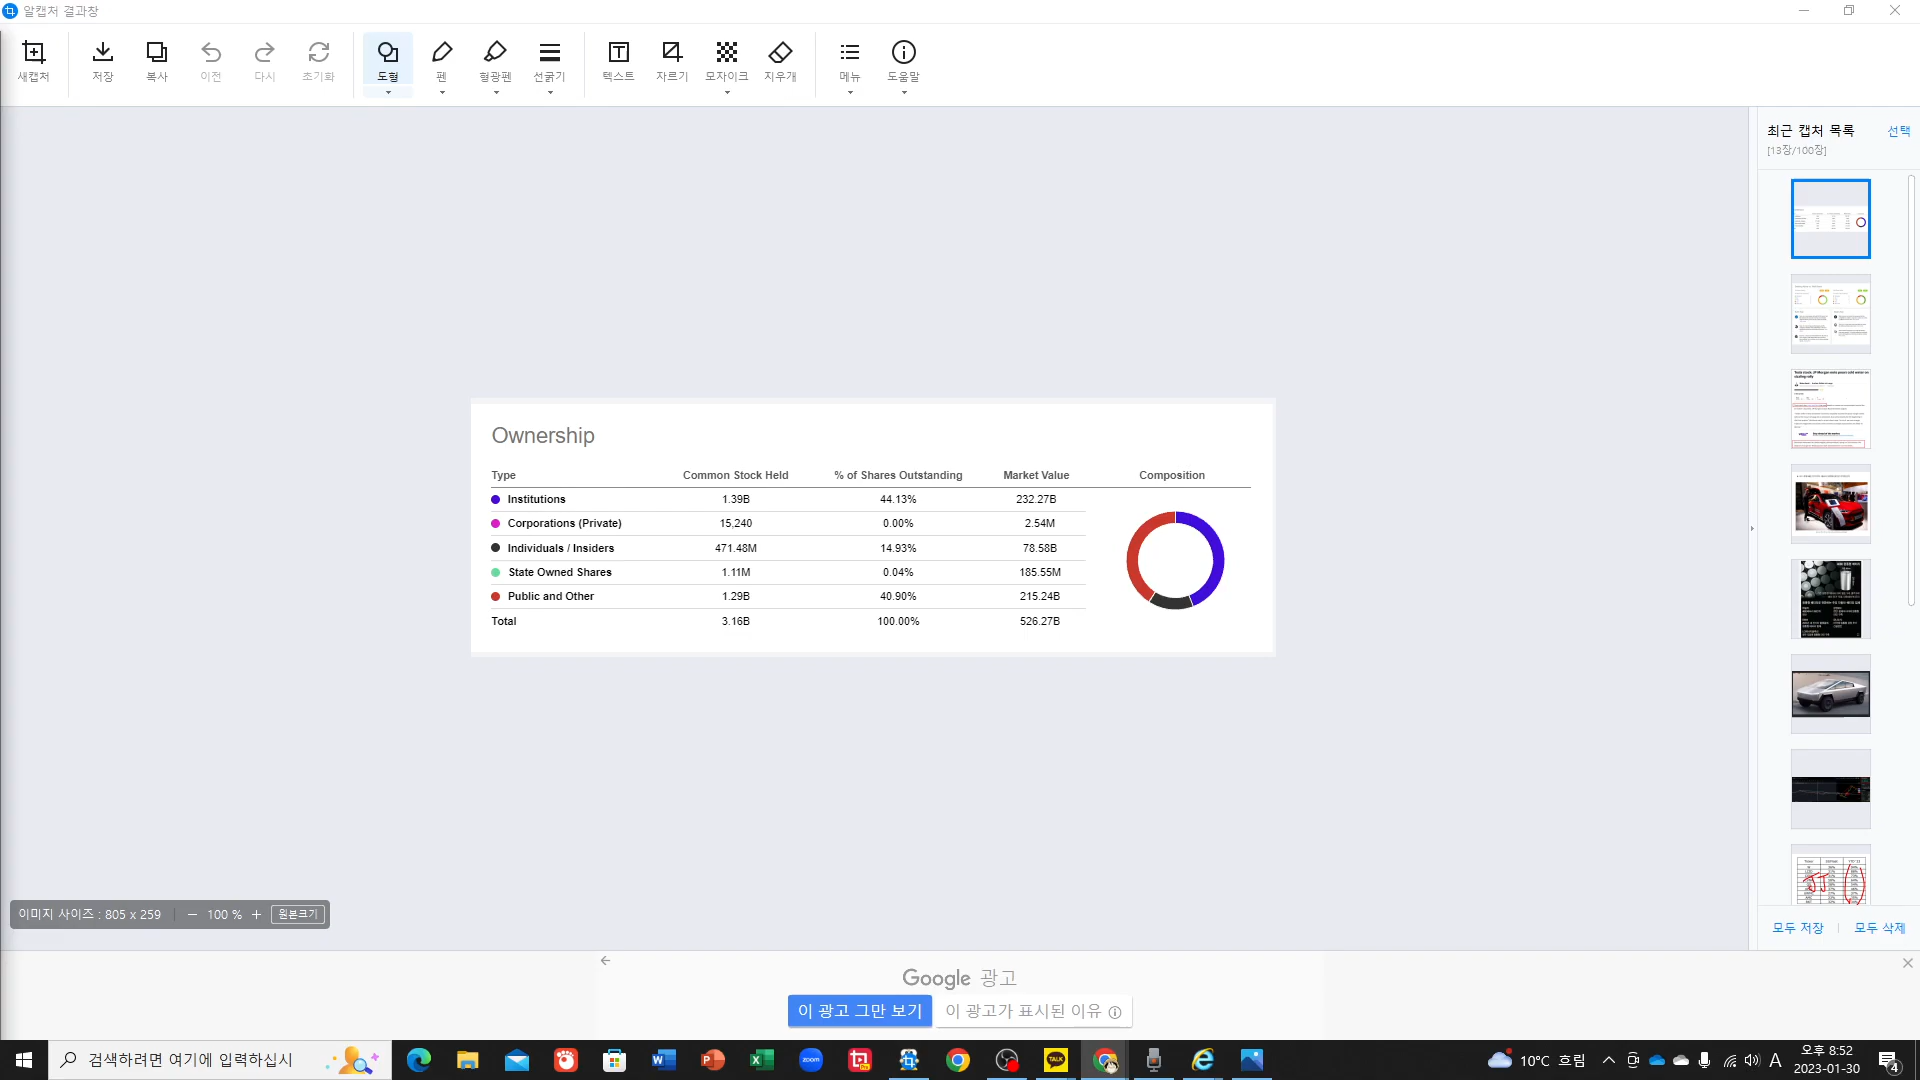 알캡처 결과창
새캡처
저장
복사
이전
다시
초기화
도형
펜
형광펜
선굵기
텍스트
자르기
모자이크
지우개
메뉴
도움말
최근 캡처 목록 선택
[13장/100장]
Ownership
Type Common Stock Held % of Shares Outstanding Market Value Composition
Institutions 1.39B 44.13% 232.27B
Corporations (Private) 15,240 0.00% 2.54M
Individuals / Insiders 471.48M 14.93% 78.58B
State Owned Shares 1.11M 0.04% 185.55M
Public and Other 1.29B 40.90% 215.24B
Total 3.16B 100.00% 526.27B
이미지 사이즈 : 805 x 259 − 100 % + 원본크기
모두 저장 | 모두 삭제
Google 광고
이 광고 그만 보기 이 광고가 표시된 이유
검색하려면 여기에 입력하십시
zoom
TALK
10°C 흐림
A
오후 8:52
2023-01-30
4